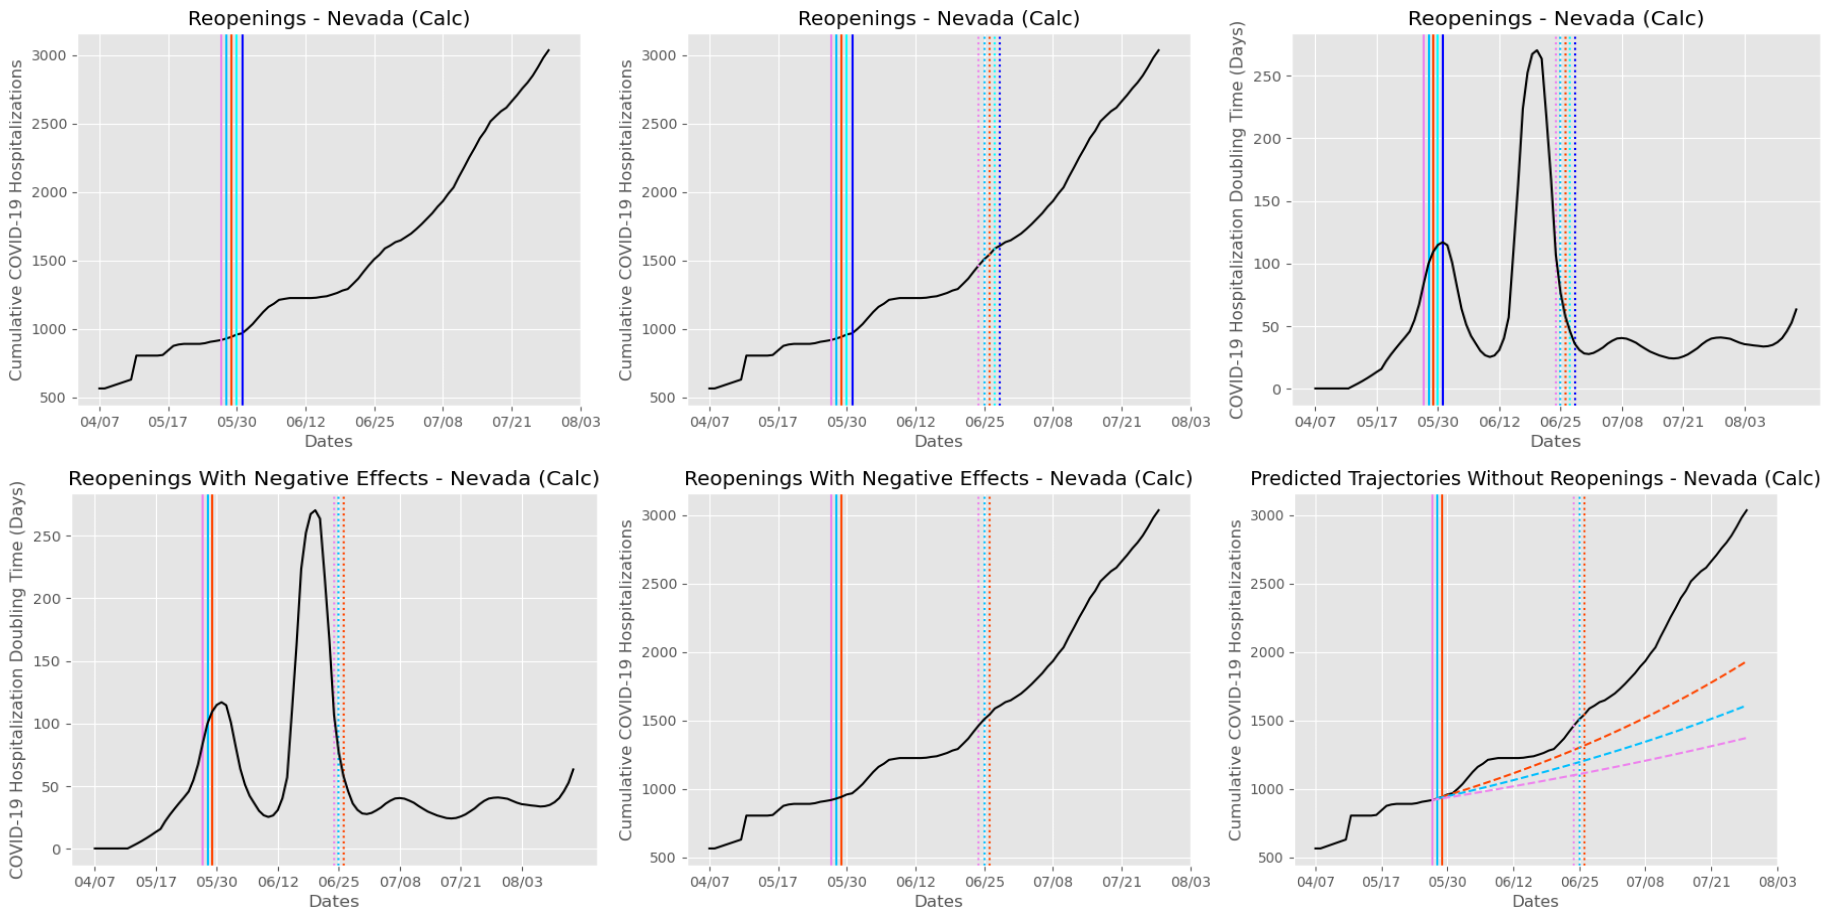 Reopenings - Nevada (Calc)
Cumulative COVID-19 Hospitalizations
3000
2500
2000
1500
1000
500
04/07 05/17 05/30 06/12 06/25 07/08 07/21 08/03
Dates
Reopenings - Nevada (Calc)
Cumulative COVID-19 Hospitalizations
3000
2500
2000
1500
1000
500
04/07 05/17 05/30 06/12 06/25 07/08 07/21 08/03
Dates
Reopenings - Nevada (Calc)
COVID-19 Hospitalization Doubling Time (Days)
250
200
150
100
50
0
04/07 05/17 05/30 06/12 06/25 07/08 07/21 08/03
Dates
Reopenings With Negative Effects - Nevada (Calc)
COVID-19 Hospitalization Doubling Time (Days)
250
200
150
100
50
0
04/07 05/17 05/30 06/12 06/25 07/08 07/21 08/03
Dates
Reopenings With Negative Effects - Nevada (Calc)
Cumulative COVID-19 Hospitalizations
3000
2500
2000
1500
1000
500
04/07 05/17 05/30 06/12 06/25 07/08 07/21 08/03
Dates
Predicted Trajectories Without Reopenings - Nevada (Calc)
Cumulative COVID-19 Hospitalizations
3000
2500
2000
1500
1000
500
04/07 05/17 05/30 06/12 06/25 07/08 07/21 08/03
Dates